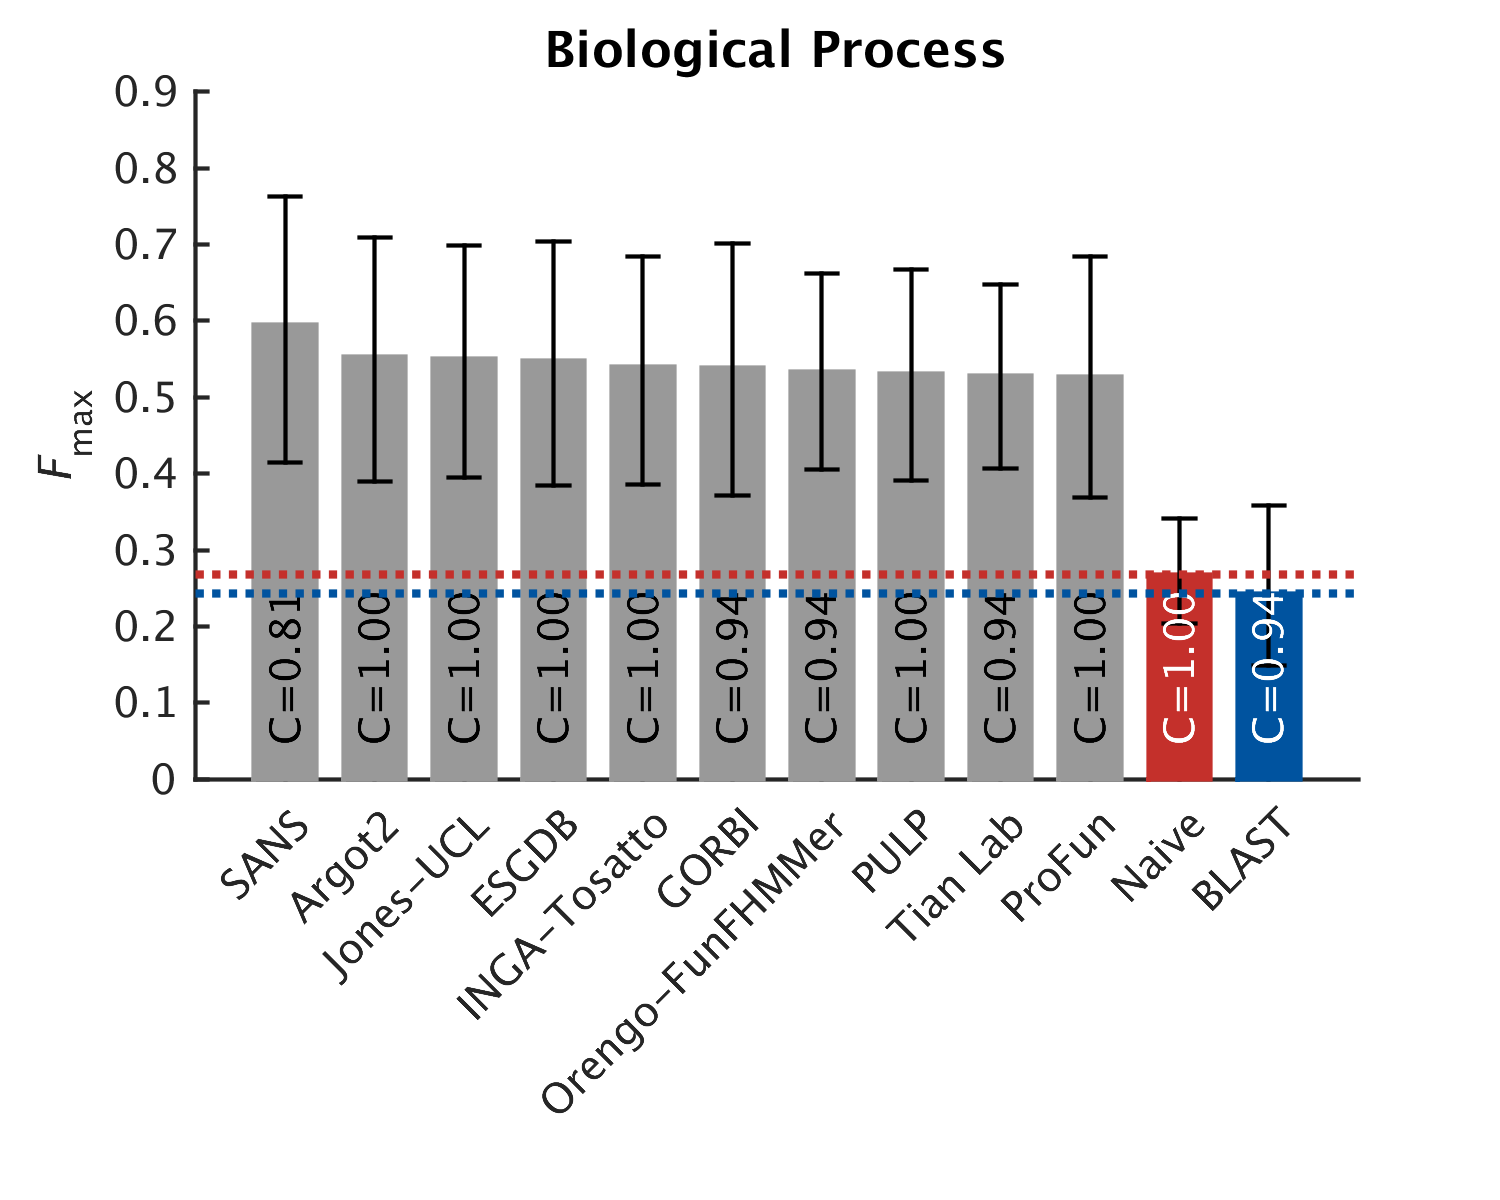 Biological Process
0.9
0.8
0.7
0.6
0.5
0.4
0.3
0.2
0.1
0
Fmax
C=0.81
C=1.00
C=1.00
C=1.00
C=1.00
C=0.94
C=0.94
C=1.00
C=0.94
C=1.00
C=1.00
C=0.94
SANS
Argot2
Jones-UCL
ESGDB
INGA-Tosatto
GORBI
Orengo-FunFHMMer
PULP
Tian Lab
ProFun
Naive
BLAST